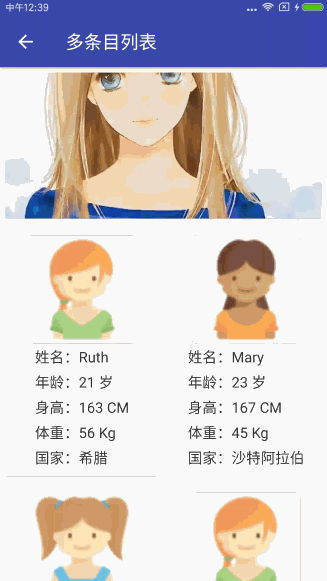 中午12:39
多条目列表
姓名：Ruth
年龄：21 岁
身高：163 CM
体重：56 Kg
国家：希腊
姓名：Mary
年龄：23 岁
身高：167 CM
体重：45 Kg
国家：沙特阿拉伯